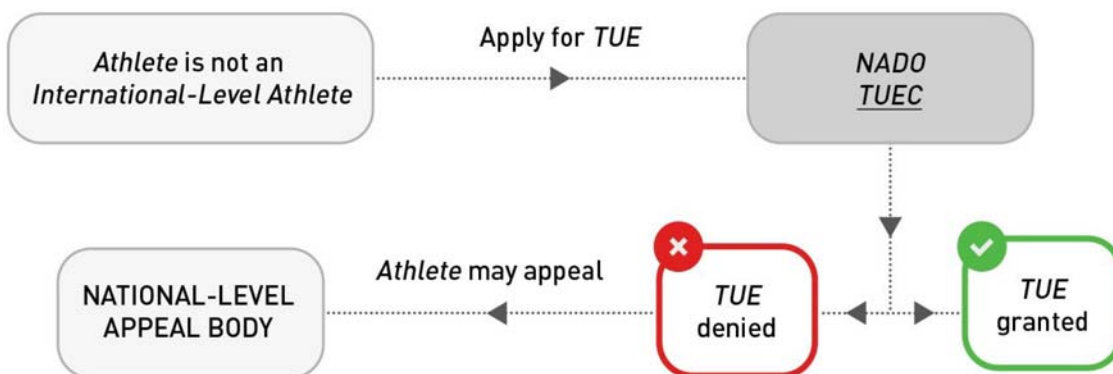 Athlete is not an
International-Level Athlete
Apply for TUE
NADO
TUEC
NATIONAL-LEVEL
APPEAL BODY
Athlete may appeal
TUE
denied
TUE
granted